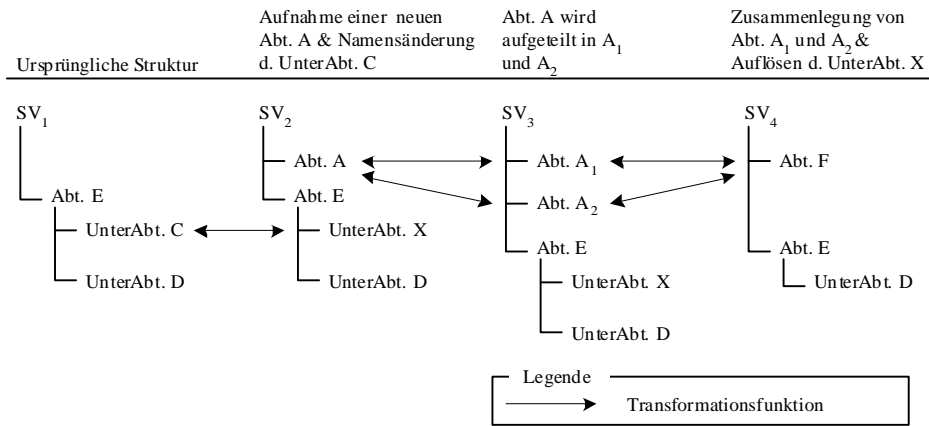 Aufnahme einer neuen
Abt. A & Namensänderung
d. UnterAbt. C
Abt. A wird
aufgeteilt in A₁
und A₂
Zusammenlegung von
Abt. A₁ und A₂ &
Auflösen d. UnterAbt. X
Ursprüngliche Struktur
SV₁
Abt. E
UnterAbt. C
UnterAbt. D
SV₂
Abt. A
Abt. E
UnterAbt. X
UnterAbt. D
SV₃
Abt. A₁
Abt. A₂
Abt. E
UnterAbt. X
UnterAbt. D
SV₄
Abt. F
Abt. E
UnterAbt. D
Legende
Transformationsfunktion